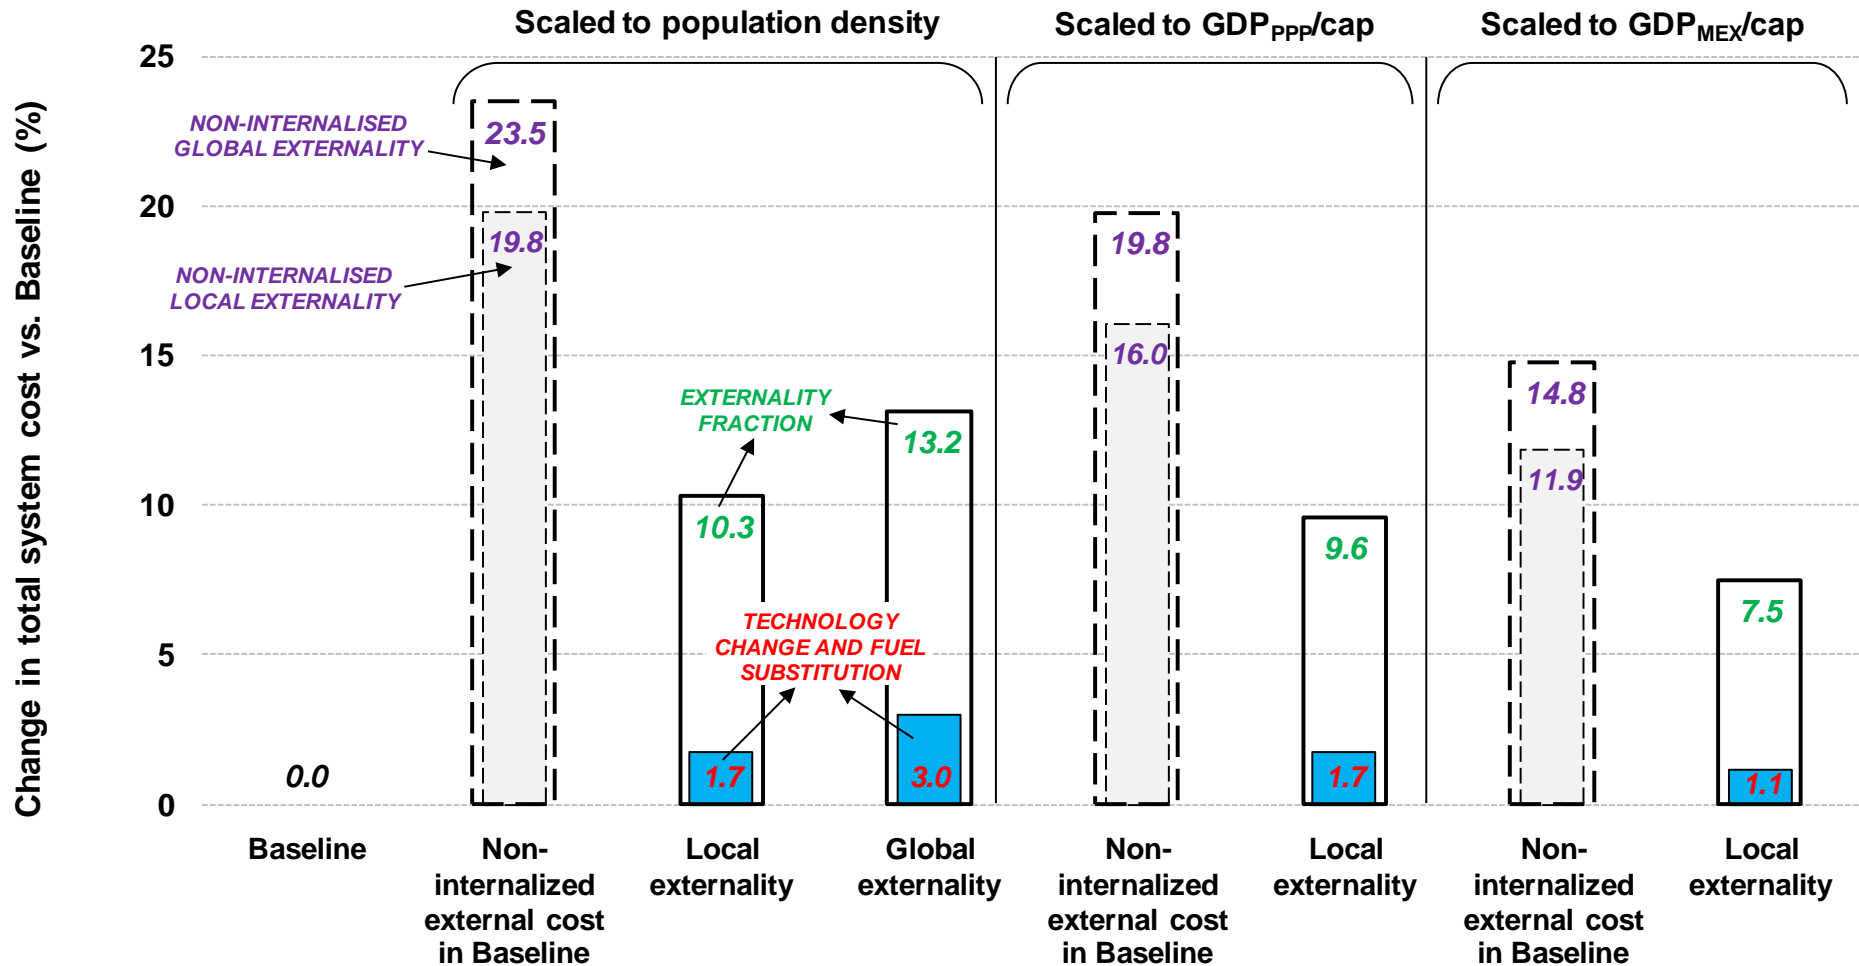 Scaled to population density
Scaled to GDPPPP/cap
Scaled to GDPMEX/cap
Change in total system cost vs. Baseline (%)
25
20
15
10
5
0
NON-INTERNALISED
GLOBAL EXTERNALITY
NON-INTERNALISED
LOCAL EXTERNALITY
EXTERNALITY
FRACTION
TECHNOLOGY
CHANGE AND FUEL
SUBSTITUTION
0.0
23.5
19.8
10.3
1.7
13.2
3.0
19.8
16.0
9.6
1.7
14.8
11.9
7.5
1.1
Baseline
Non-
internalized
external cost
in Baseline
Local
externality
Global
externality
Non-
internalized
external cost
in Baseline
Local
externality
Non-
internalized
external cost
in Baseline
Local
externality